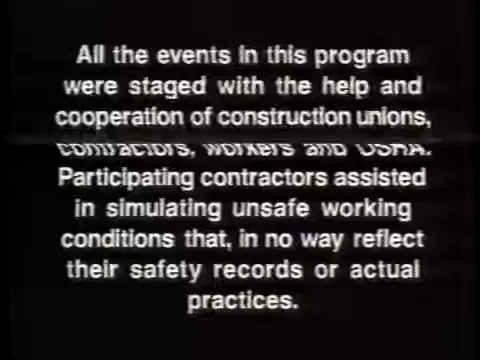 All the events in this program
were staged with the help and
cooperation of construction unions,
contractors, workers and OSHA.
Participating contractors assisted
in simulating unsafe working
conditions that, in no way reflect
their safety records or actual
practices.